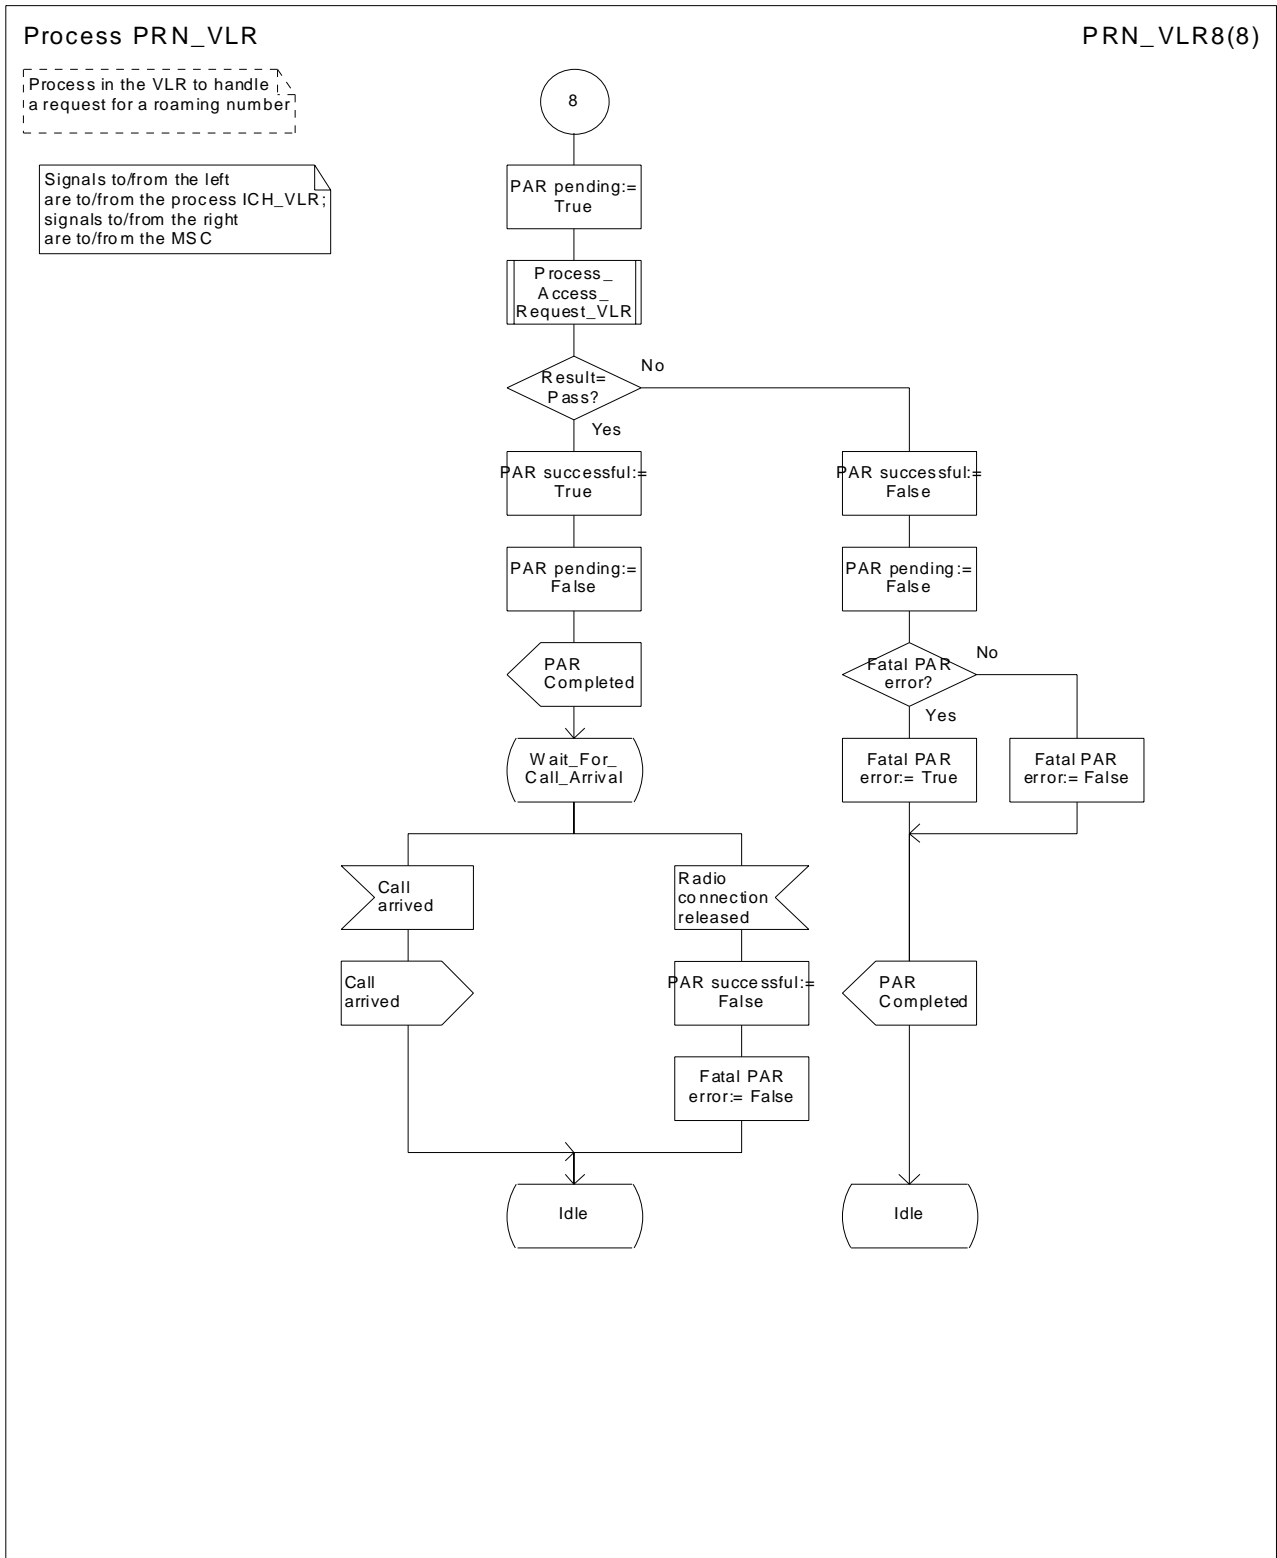 Process PRN_VLR
PRN_VLR8(8)
Process in the VLR to handle
a request for a roaming number
Signals to/from the left
are to/from the process ICH_VLR;
signals to/from the right
are to/from the MSC
8
PAR pending:=
True
Process_
Access_
Request_VLR
Result=
Pass?
No
Yes
PAR successful:=
True
PAR successful:=
False
PAR pending:=
False
PAR pending:=
False
PAR
Completed
Fatal PAR
error?
No
Yes
Wait_For_
Call_Arrival
Fatal PAR
error:= True
Fatal PAR
error:= False
Call
arrived
Radio
connection
released
Call
arrived
PAR successful:=
False
PAR
Completed
Fatal PAR
error:= False
Idle
Idle